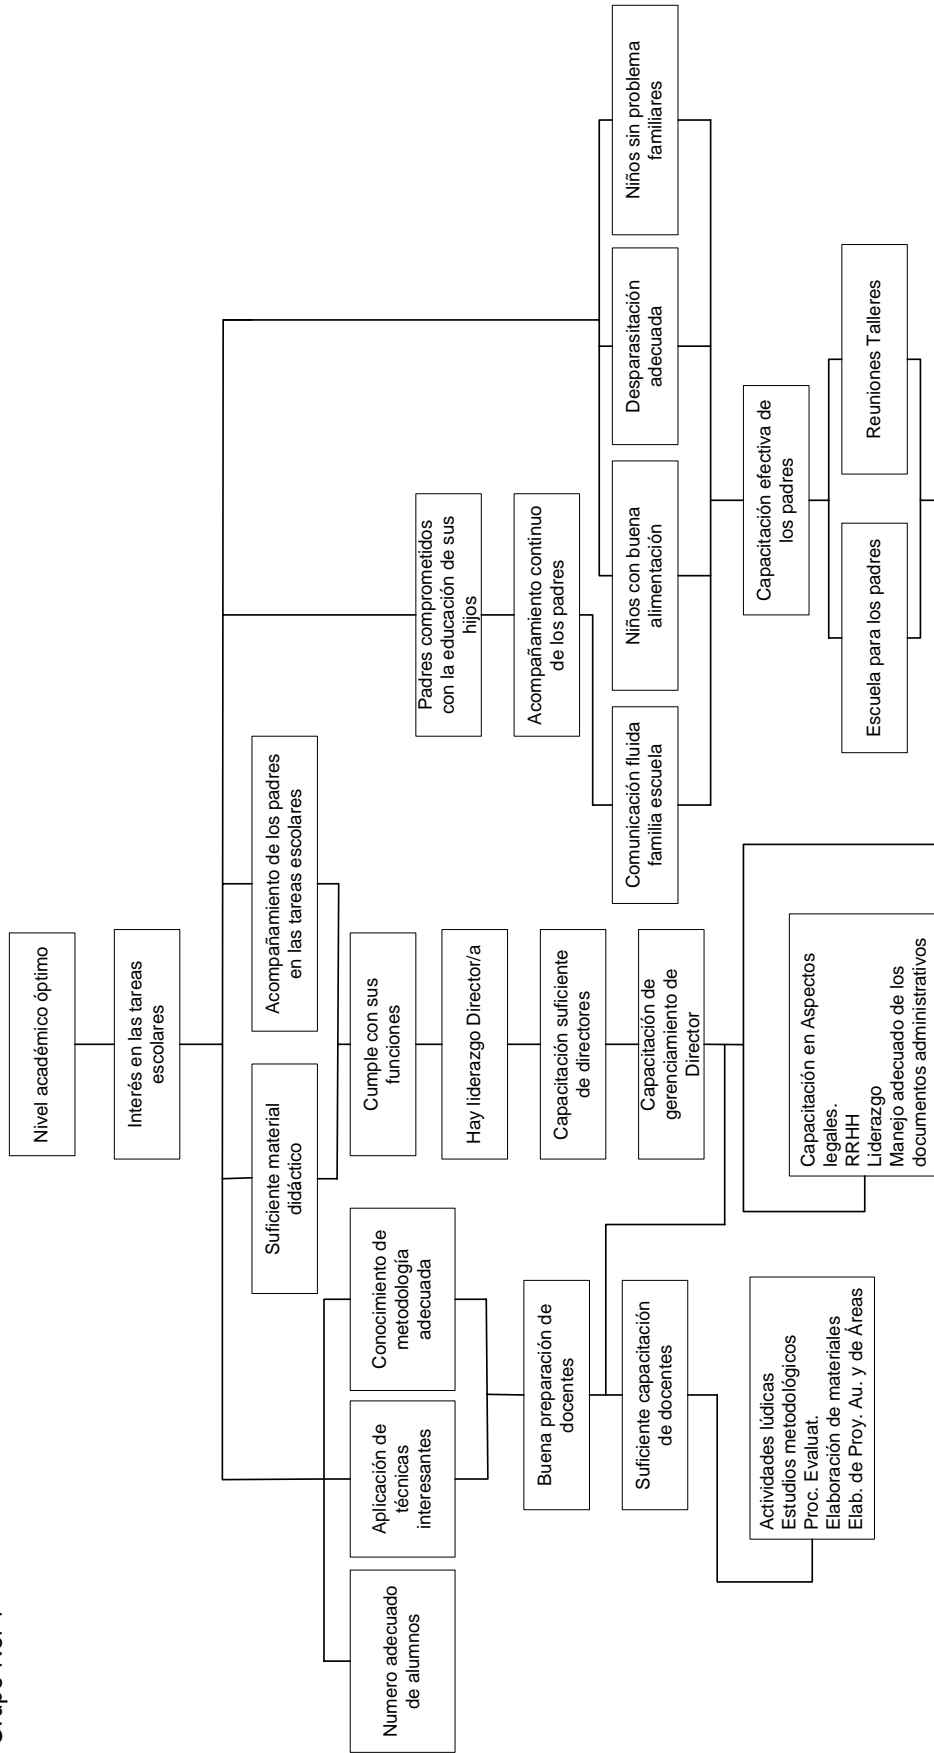 Grupo No.
Nivel académico óptimo
Interés en las tareas
escolares
Suficiente material
didáctico
Acompañamiento de los padres
en las tareas escolares
Numero adecuado
de alumnos
Aplicación de
técnicas
interesantes
Conocimiento de
metodología
adecuada
Cumple con sus
funciones
Padres comprometidos
con la educación de sus
hijos
Hay liderazgo Director/a
Acompañamiento continuo
de los padres
Buena preparación de
docentes
Capacitación suficiente
de directores
Comunicación fluida
familia escuela
Niños con buena
alimentación
Desparasitación
adecuada
Niños sin problema
familiares
Suficiente capacitación
de docentes
Capacitación de
gerenciamiento de
Director
Capacitación efectiva de
los padres
Actividades lúdicas
Estudios metodológicos
Proc. Evaluat.
Elaboración de materiales
Elab. de Proy. Au. y de Áreas
Capacitación en Aspectos
legales.
RRHH
Liderazgo
Manejo adecuado de los
documentos administrativos
Escuela para los padres
Reuniones Talleres